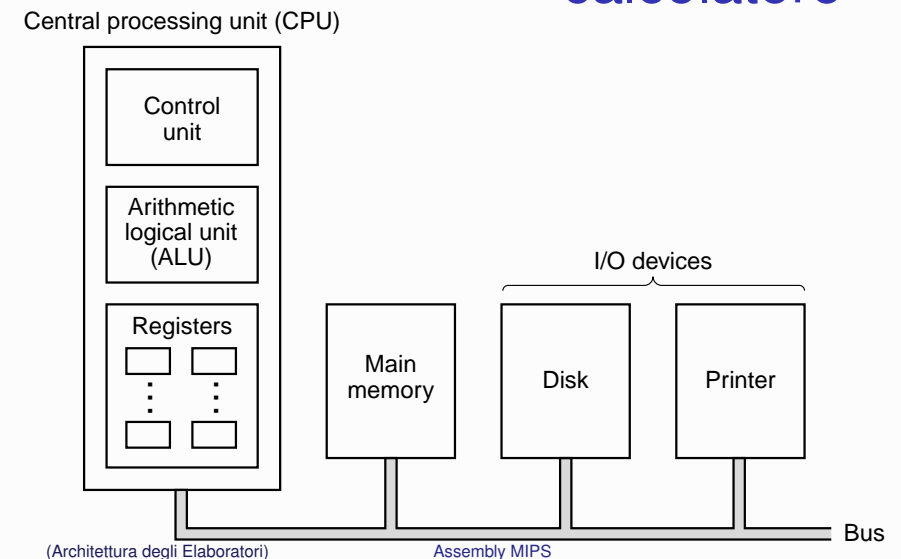 Central processing unit (CPU)
Control
unit
Arithmetic
logical unit
(ALU)
Registers
I/O devices
Main
memory
Disk
Printer
Bus
(Architettura degli Elaboratori)
Assembly MIPS